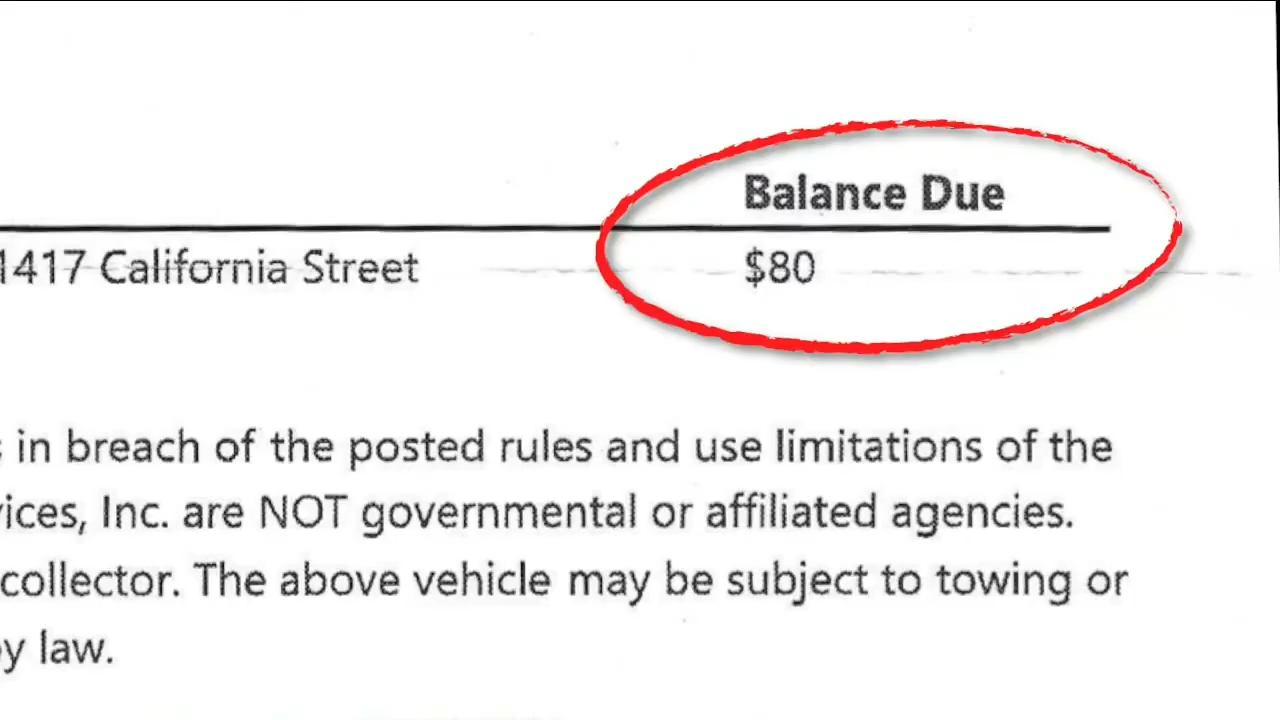 Balance Due
1417 California Street $80
in breach of the posted rules and use limitations of the
Inc. are NOT governmental or affiliated agencies.
collector. The above vehicle may be subject to towing or
law.